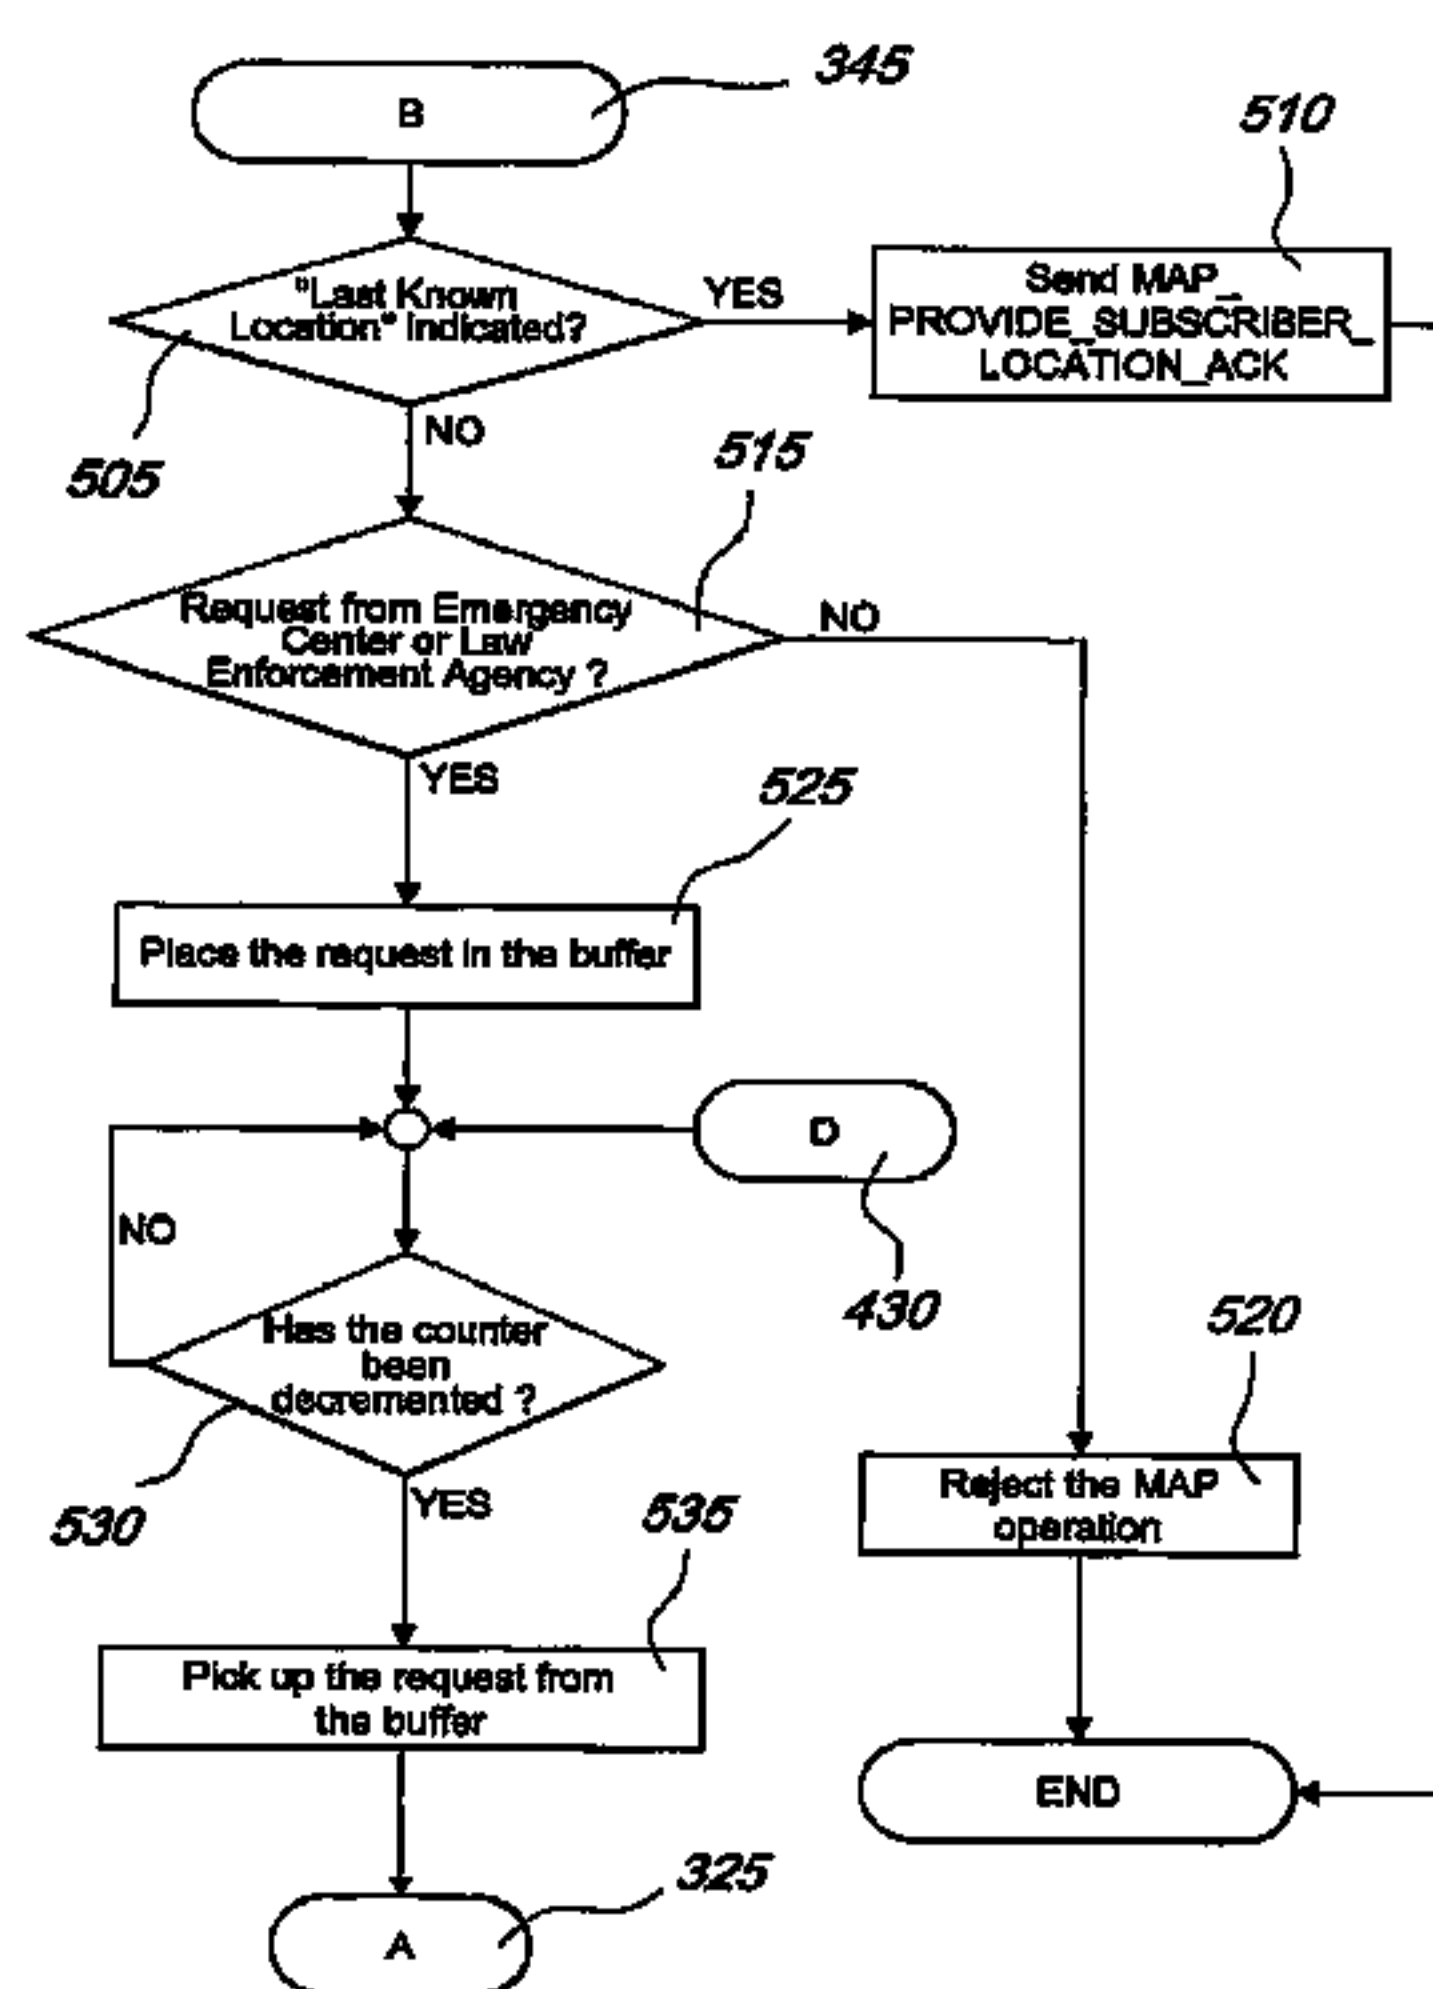 345
B
510
"Last Known
Location" indicated?
YES
Send MAP_
PROVIDE_SUBSCRIBER_
LOCATION_ACK
NO
505
515
Request from Emergency
Center or Law
Enforcement Agency ?
NO
YES
525
Place the request in the buffer
D
NO
430
Has the counter
been
decremented ?
520
YES
530
535
Reject the MAP
operation
Pick up the request from
the buffer
END
325
A